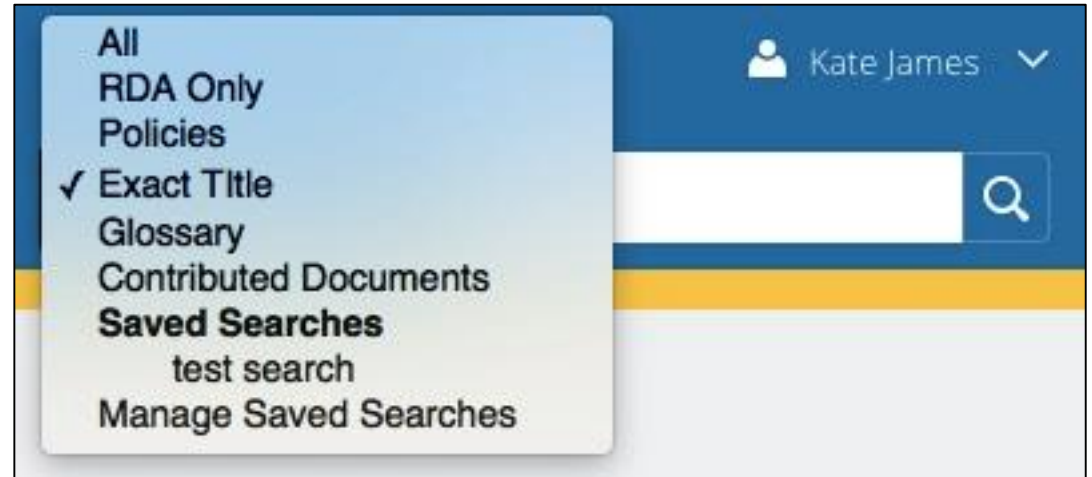 All
RDA Only
Policies
✓ Exact TItle
Glossary
Contributed Documents
Saved Searches
test search
Manage Saved Searches
Kate James